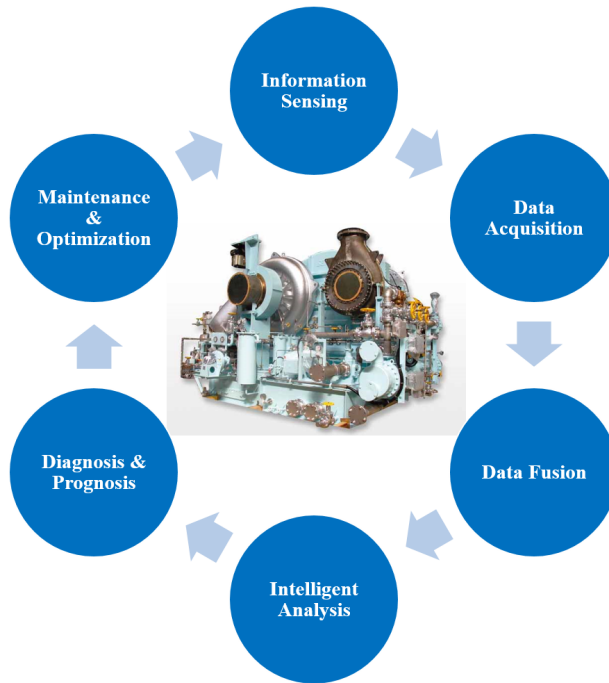 Information
Sensing
Data
Acquisition
Data Fusion
Intelligent
Analysis
Diagnosis &
Prognosis
Maintenance
&
Optimization